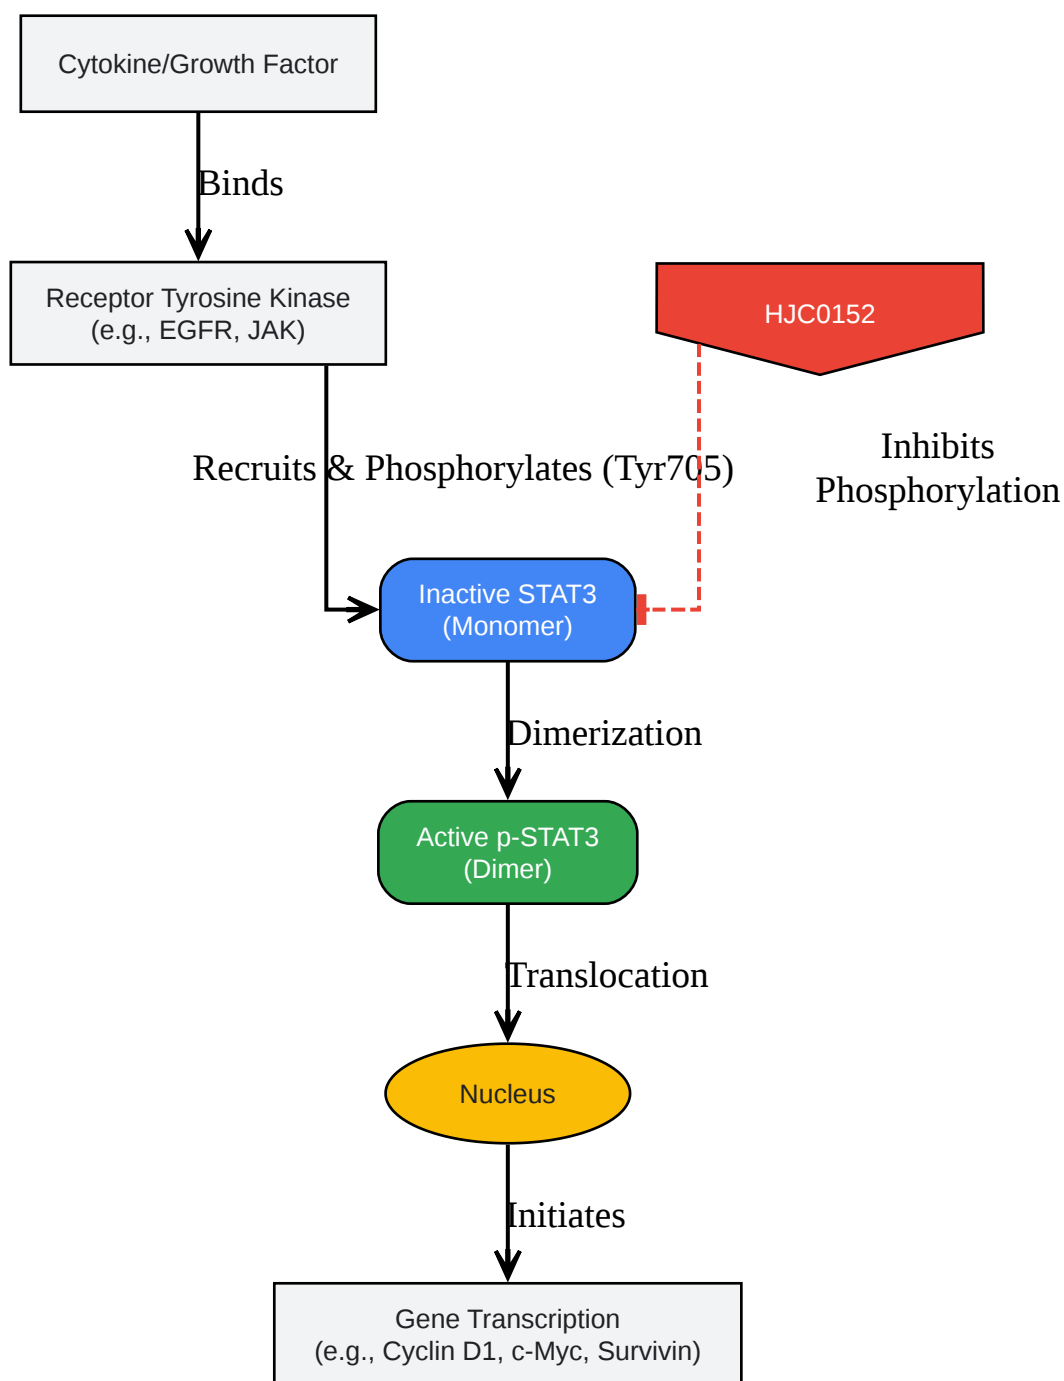 Cytokine/Growth Factor
Binds
Receptor Tyrosine Kinase
(e.g., EGFR, JAK)
HJC0152
Recruits & Phosphorylates (Tyr705)
Inhibits
Phosphorylation
Inactive STAT3
(Monomer)
Dimerization
Active p-STAT3
(Dimer)
Translocation
Nucleus
Initiates
Gene Transcription
(e.g., Cyclin D1, c-Myc, Survivin)